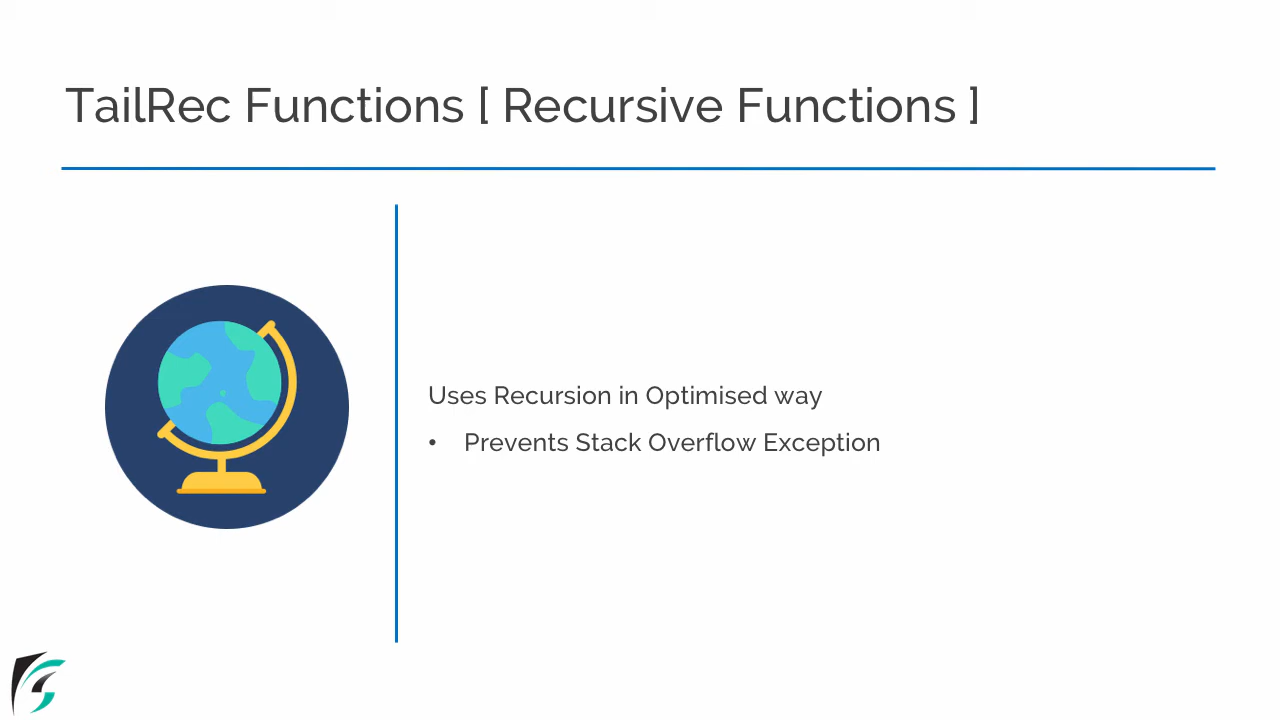 TailRec Functions [ Recursive Functions ]
Uses Recursion in Optimised way
• Prevents Stack Overflow Exception